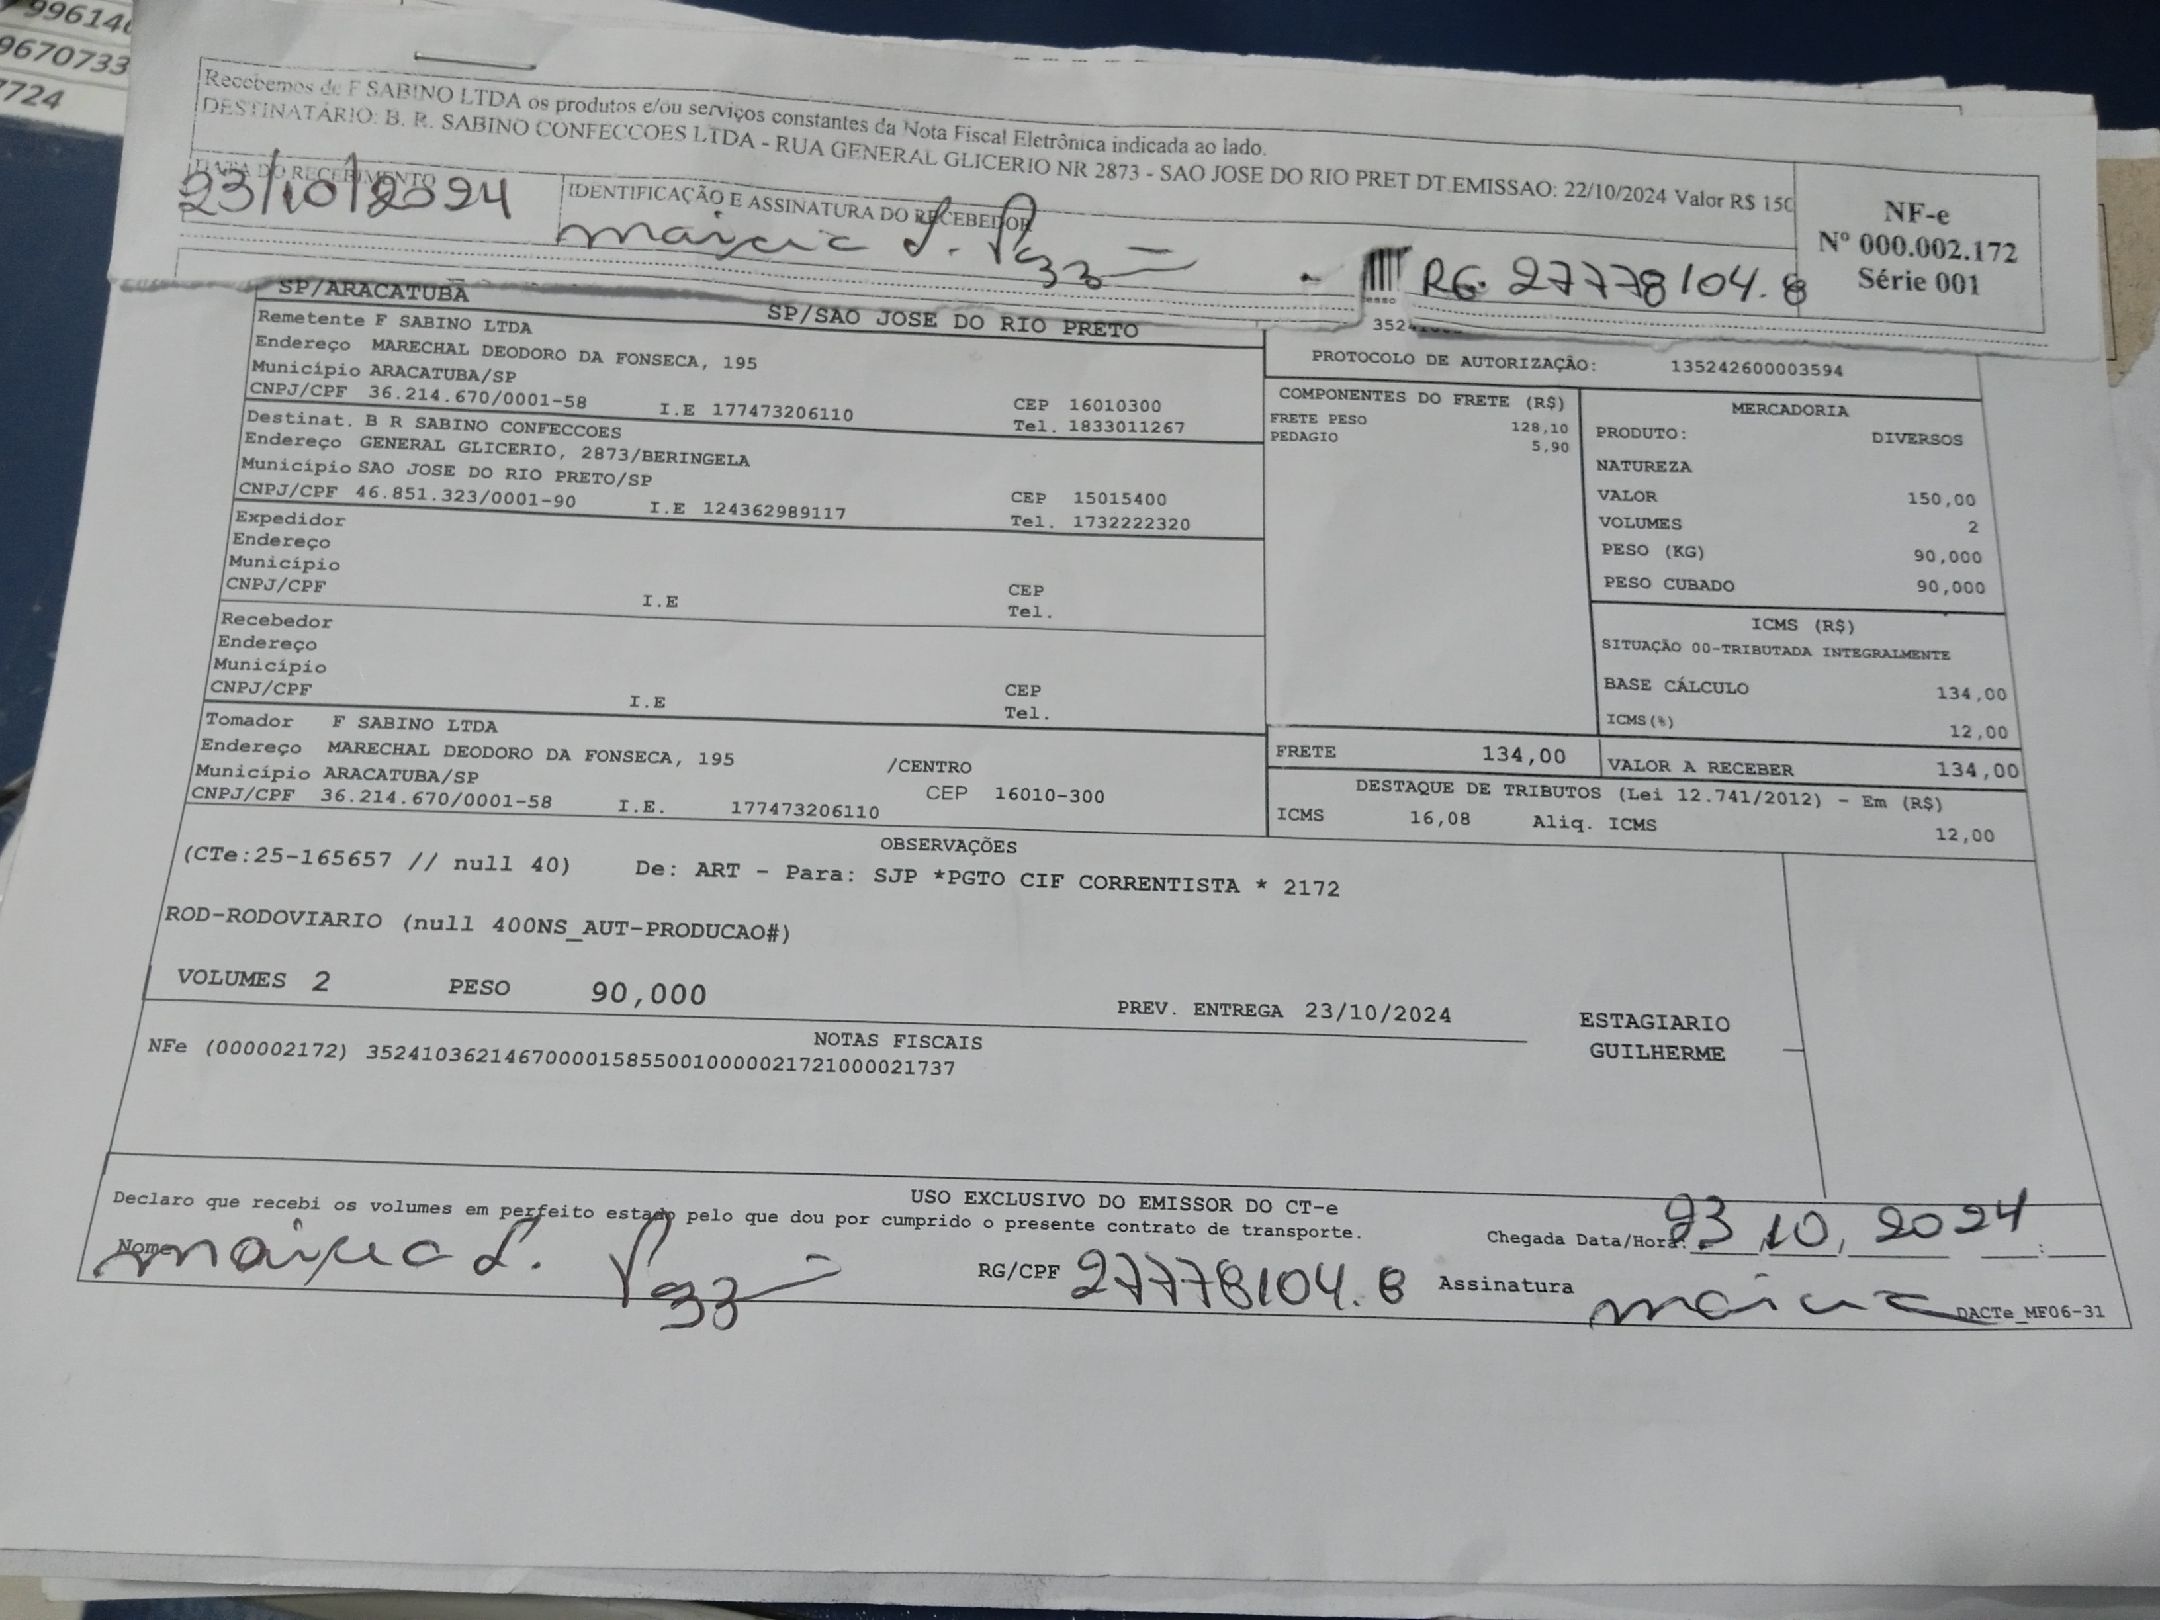 99614
9670733
7724
Recebemos de F SABINO LTDA os produtos e/ou serviços constantes da Nota Fiscal Eletrônica indicada ao lado.
DESTINATÁRIO: B. R. SABINO CONFECCOES LTDA - RUA GENERAL GLICERIO NR 2873 - SAO JOSE DO RIO PRET DT.EMISSAO: 22/10/2024 Valor R$ 150
DATA DO RECEBIMENTO
23/10/2024
IDENTIFICAÇÃO E ASSINATURA DO RECEBEDOR
RG. 27778104.8
NF-e
Nº 000.002.172
Série 001
SP/ARACATUBA
SP/SAO JOSE DO RIO PRETO
Remetente F SABINO LTDA
Endereço MARECHAL DEODORO DA FONSECA, 195
Município ARACATUBA/SP
CNPJ/CPF 36.214.670/0001-58 I.E 177473206110
CEP 16010300
Tel. 1833011267
Destinat. B R SABINO CONFECCOES
Endereço GENERAL GLICERIO, 2873/BERINGELA
Município SAO JOSE DO RIO PRETO/SP
CNPJ/CPF 46.851.323/0001-90 I.E 124362989117
CEP 15015400
Tel. 1732222320
Expedidor
Endereço
Município
CNPJ/CPF I.E
CEP
Tel.
Recebedor
Endereço
Município
CNPJ/CPF I.E
CEP
Tel.
Tomador F SABINO LTDA
Endereço MARECHAL DEODORO DA FONSECA, 195 /CENTRO
Município ARACATUBA/SP
CEP 16010-300
CNPJ/CPF 36.214.670/0001-58 I.E. 177473206110
PROTOCOLO DE AUTORIZAÇÃO: 135242600003594
COMPONENTES DO FRETE (R$)
FRETE PESO 128,10
PEDAGIO 5,90
MERCADORIA
PRODUTO: DIVERSOS
NATUREZA
VALOR 150,00
VOLUMES 2
PESO (KG) 90,000
PESO CUBADO 90,000
ICMS (R$)
SITUAÇÃO 00-TRIBUTADA INTEGRALMENTE
BASE CÁLCULO 134,00
ICMS(%) 12,00
FRETE 134,00
VALOR A RECEBER 134,00
DESTAQUE DE TRIBUTOS (Lei 12.741/2012) - Em (R$)
ICMS 16,08 Aliq. ICMS 12,00
OBSERVAÇÕES
(CTe:25-165657 // null 40) De: ART - Para: SJP *PGTO CIF CORRENTISTA * 2172
ROD-RODOVIARIO (null 400NS_AUT-PRODUCAO#)
VOLUMES 2 PESO 90,000
PREV. ENTREGA 23/10/2024
ESTAGIARIO
GUILHERME
NOTAS FISCAIS
NFe (000002172) 35241036214670000158550010000021721000021737
USO EXCLUSIVO DO EMISSOR DO CT-e
Declaro que recebi os volumes em perfeito estado pelo que dou por cumprido o presente contrato de transporte.
Chegada Data/Hora: 23 10, 2024
Nome
RG/CPF 27778104.8
Assinatura
DACTe_MF06-31